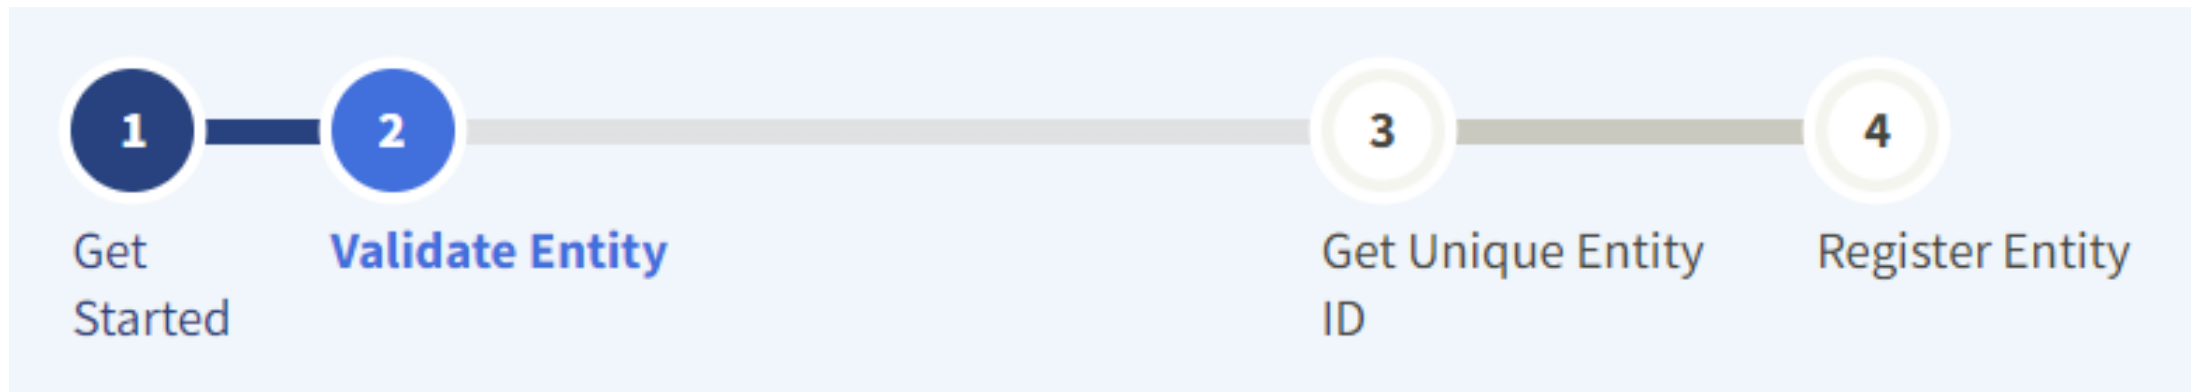 1 2 3 4
Get Validate Entity Get Unique Entity Register Entity
Started ID